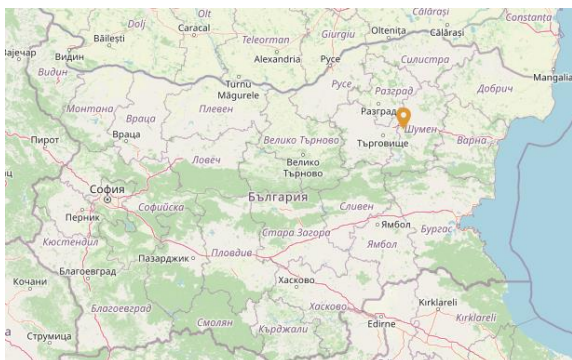 Dolj
Olt
Teleorman
Giurgiu
Oltenița
Călărași
Călărași
Constanța
Caracal
Băilești
Alexandria
Зајечар
Видин
Видин
Turnu
Măgurele
Русе
Русе
Силистра
Mangalia
Разград
Добрич
Монтана
Враца
Плевен
Разград
Враца
Шумен
Пирот
Велико Търново
Търговище
Варна
Ловеч
Велико
Търново
София
България
Софийска
Перник
Сливен
Стара Загора
Ямбол
Бургас
Кюстендил
Пазарджик
Пловдив
Ямбол
Благоевград
Хасково
Кочани
Благоевград
Хасково
Kırklareli
Смолян
Кърджали
Edirne
Kırklareli
Струмица